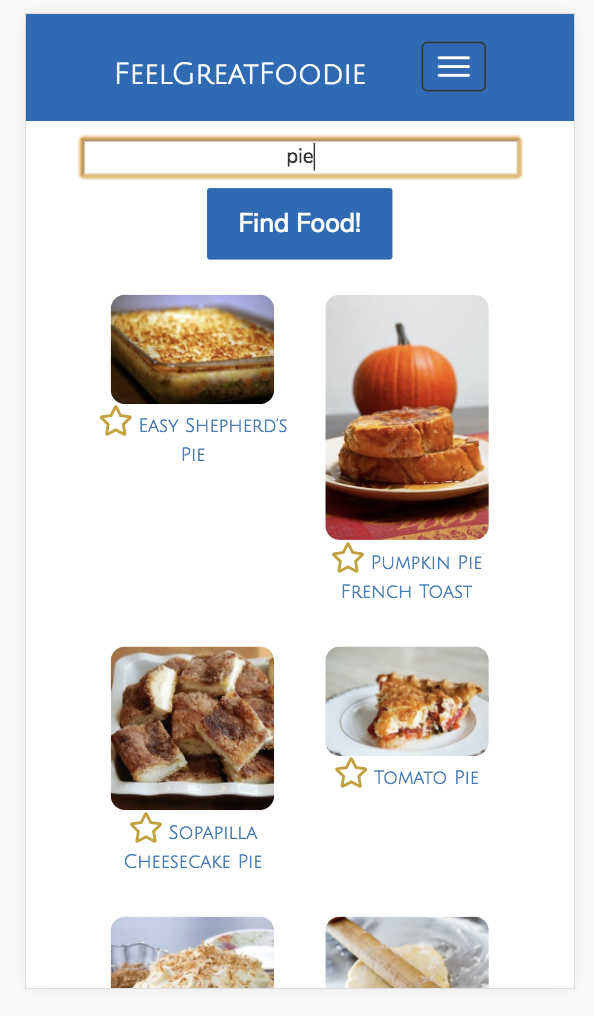 FeelGreatFoodie
pie
Find Food!
Easy Shepherd's
Pie
Pumpkin Pie
French Toast
Sopapilla
Cheesecake Pie
Tomato Pie